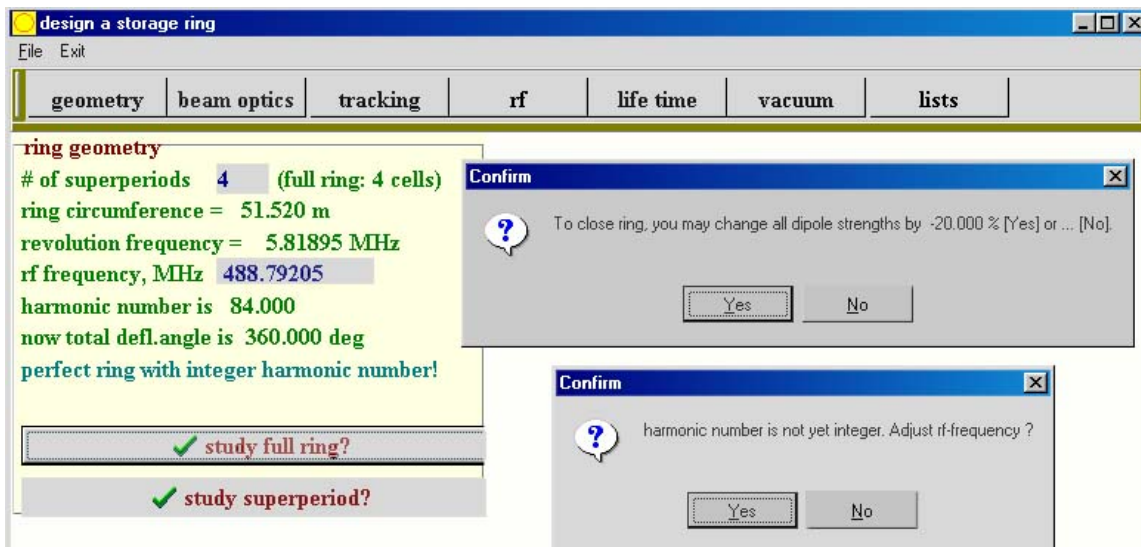 design a storage ring
File Exit
geometry beam optics tracking rf life time vacuum lists
ring geometry
# of superperiods 4 (full ring: 4 cells)
ring circumference = 51.520 m
revolution frequency = 5.81895 MHz
rf frequency, MHz 488.79205
harmonic number is 84.000
now total defl.angle is 360.000 deg
perfect ring with integer harmonic number!
study full ring?
study superperiod?
Confirm
To close ring, you may change all dipole strengths by -20.000 % [Yes] or ... [No].
Yes No
Confirm
harmonic number is not yet integer. Adjust rf-frequency ?
Yes No